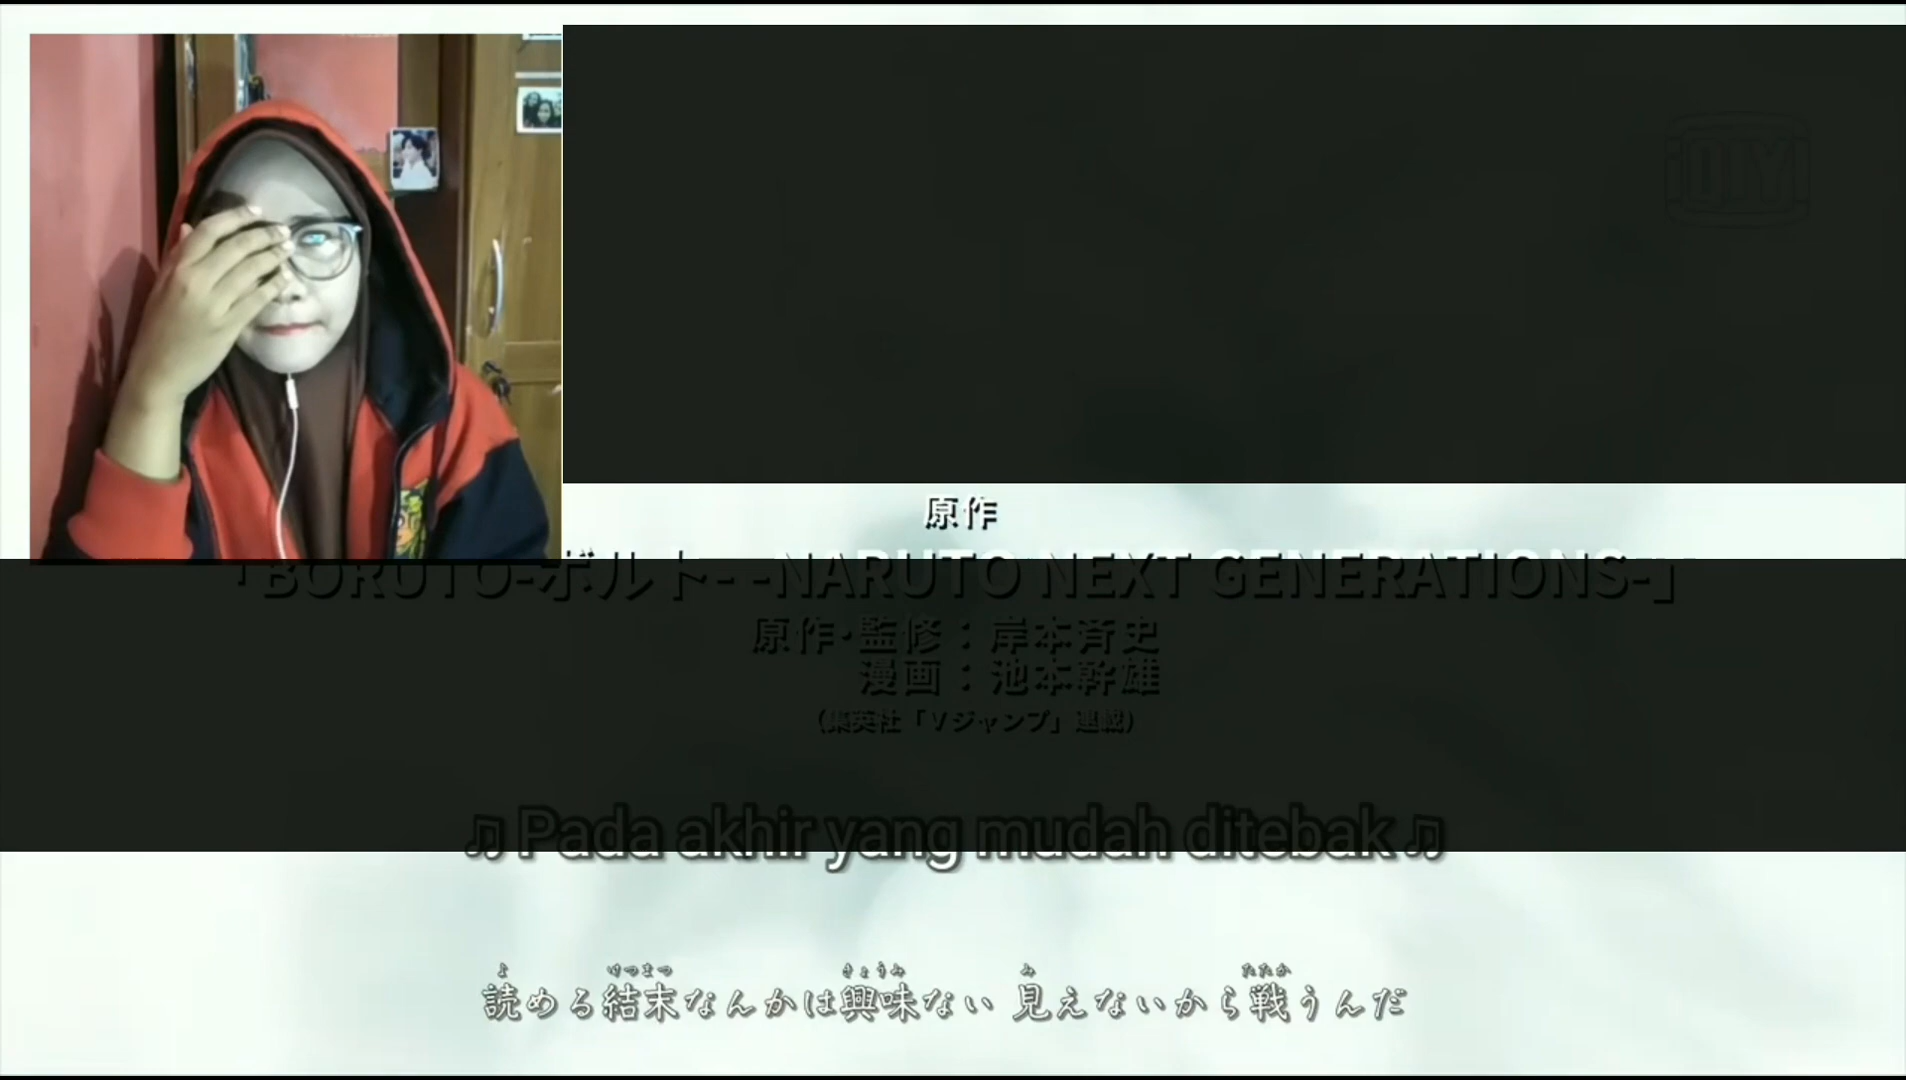 iQIYI
原作
「BORUTO-ボルト- -NARUTO NEXT GENERATIONS-」
原作・監修：岸本斉史
漫画：池本幹雄
(集英社「Vジャンプ」連載)
♫ Pada akhir yang mudah ditebak ♫
読める結末なんかは興味ない 見えないから戦うんだ